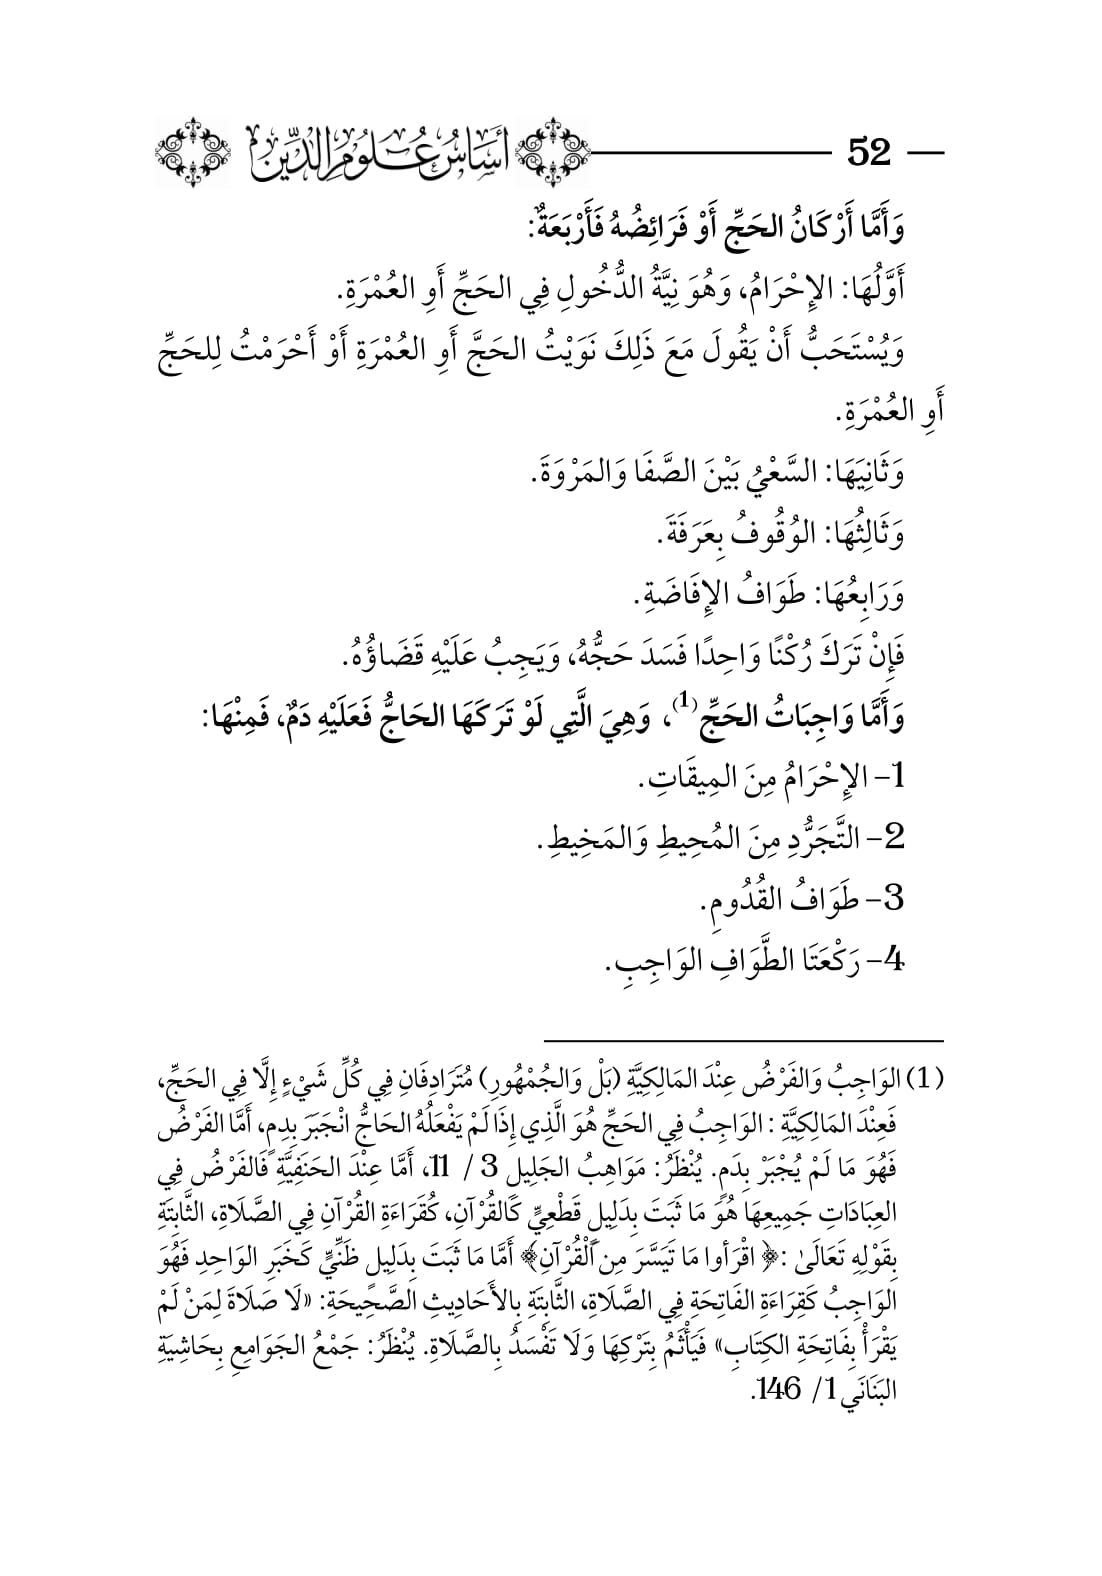 52
أَسَاسُ عُلُومِ الدِّينِ
وَأَمَّا أَرْكَانُ الحَجِّ أَوْ فَرَائِضُهُ فَأَرْبَعَةٌ:
أَوَّلُهَا: الإِحْرَامُ، وَهُوَ نِيَّةُ الدُّخُولِ فِي الحَجِّ أَوِ العُمْرَةِ.
وَيُسْتَحَبُّ أَنْ يَقُولَ مَعَ ذَلِكَ نَوَيْتُ الحَجَّ أَوِ العُمْرَةِ أَوْ أَحْرَمْتُ لِلحَجِّ
أَوِ العُمْرَةِ.
وَثَانِيَهَا: السَّعْيُ بَيْنَ الصَّفَا وَالمَرْوَةَ.
وَثَالِثُهَا: الوُقُوفُ بِعَرَفَةَ.
وَرَابِعُهَا: طَوَافُ الإِفَاضَةِ.
فَإِنْ تَرَكَ رُكْنًا وَاحِدًا فَسَدَ حَجُّهُ، وَيَجِبُ عَلَيْهِ قَضَاؤُهُ.
وَأَمَّا وَاجِبَاتُ الحَجِّ(1)، وَهِيَ الَّتِي لَوْ تَرَكَهَا الحَاجُّ فَعَلَيْهِ دَمٌ، فَمِنْهَا:
1- الإِحْرَامُ مِنَ المِيقَاتِ.
2- التَّجَرُّدِ مِنَ المُحِيطِ وَالمَخِيطِ.
3- طَوَافُ القُدُومِ.
4- رَكْعَتَا الطَّوَافِ الوَاجِبِ.
(1) الوَاجِبُ وَالفَرْضُ عِنْدَ المَالِكِيَّةِ (بَلْ وَالجُمْهُورِ) مُتَرَادِفَانِ فِي كُلِّ شَيْءٍ إِلَّا فِي الحَجِّ،
فَعِنْدَ المَالِكِيَّةِ : الوَاجِبُ فِي الحَجِّ هُوَ الَّذِي إِذَا لَمْ يَفْعَلْهُ الحَاجُّ انْجَبَرَ بِدِمٍ، أَمَّا الفَرْضُ
فَهُوَ مَا لَمْ يُجْبَرْ بِدَمٍ. يُنْظَرُ: مَوَاهِبُ الجَلِيل 3 / 11، أَمَّا عِنْدَ الحَنَفِيَّةِ فَالفَرْضُ فِي
العِبَادَاتِ جَمِيعِهَا هُوَ مَا ثَبَتَ بِدَلِيلٍ قَطْعِيٍّ كَالقُرْآنِ، كَقِرَاءَةِ القُرْآنِ فِي الصَّلَاةِ، الثَّابِتَةِ
بِقَوْلِهِ تَعَالَىٰ :﴿ اقْرَأوا مَا تَيَسَّرَ مِن ٱلْقُرْآنِ﴾ أَمَّا مَا ثَبَتَ بِدَلِيلٍ ظَنِّيٍّ كَخَبَرِ الوَاحِدِ فَهُوَ
الوَاجِبُ كَقِرَاءَةِ الفَاتِحَةِ فِي الصَّلَاةِ، الثَّابِتَةِ بِالأَحَادِيثِ الصَّحِيحَةِ: «لَا صَلَاةَ لِمَنْ لَمْ
يَقْرَأْ بِفَاتِحَةِ الكِتَابِ» فَيَأْثَمُ بِتَرْكِهَا وَلَا تَفْسَدُ بِالصَّلَاةِ. يُنْظَرُ: جَمْعُ الجَوَامِعِ بِحَاشِيَةِ
البَنَانَي 1/ 146.